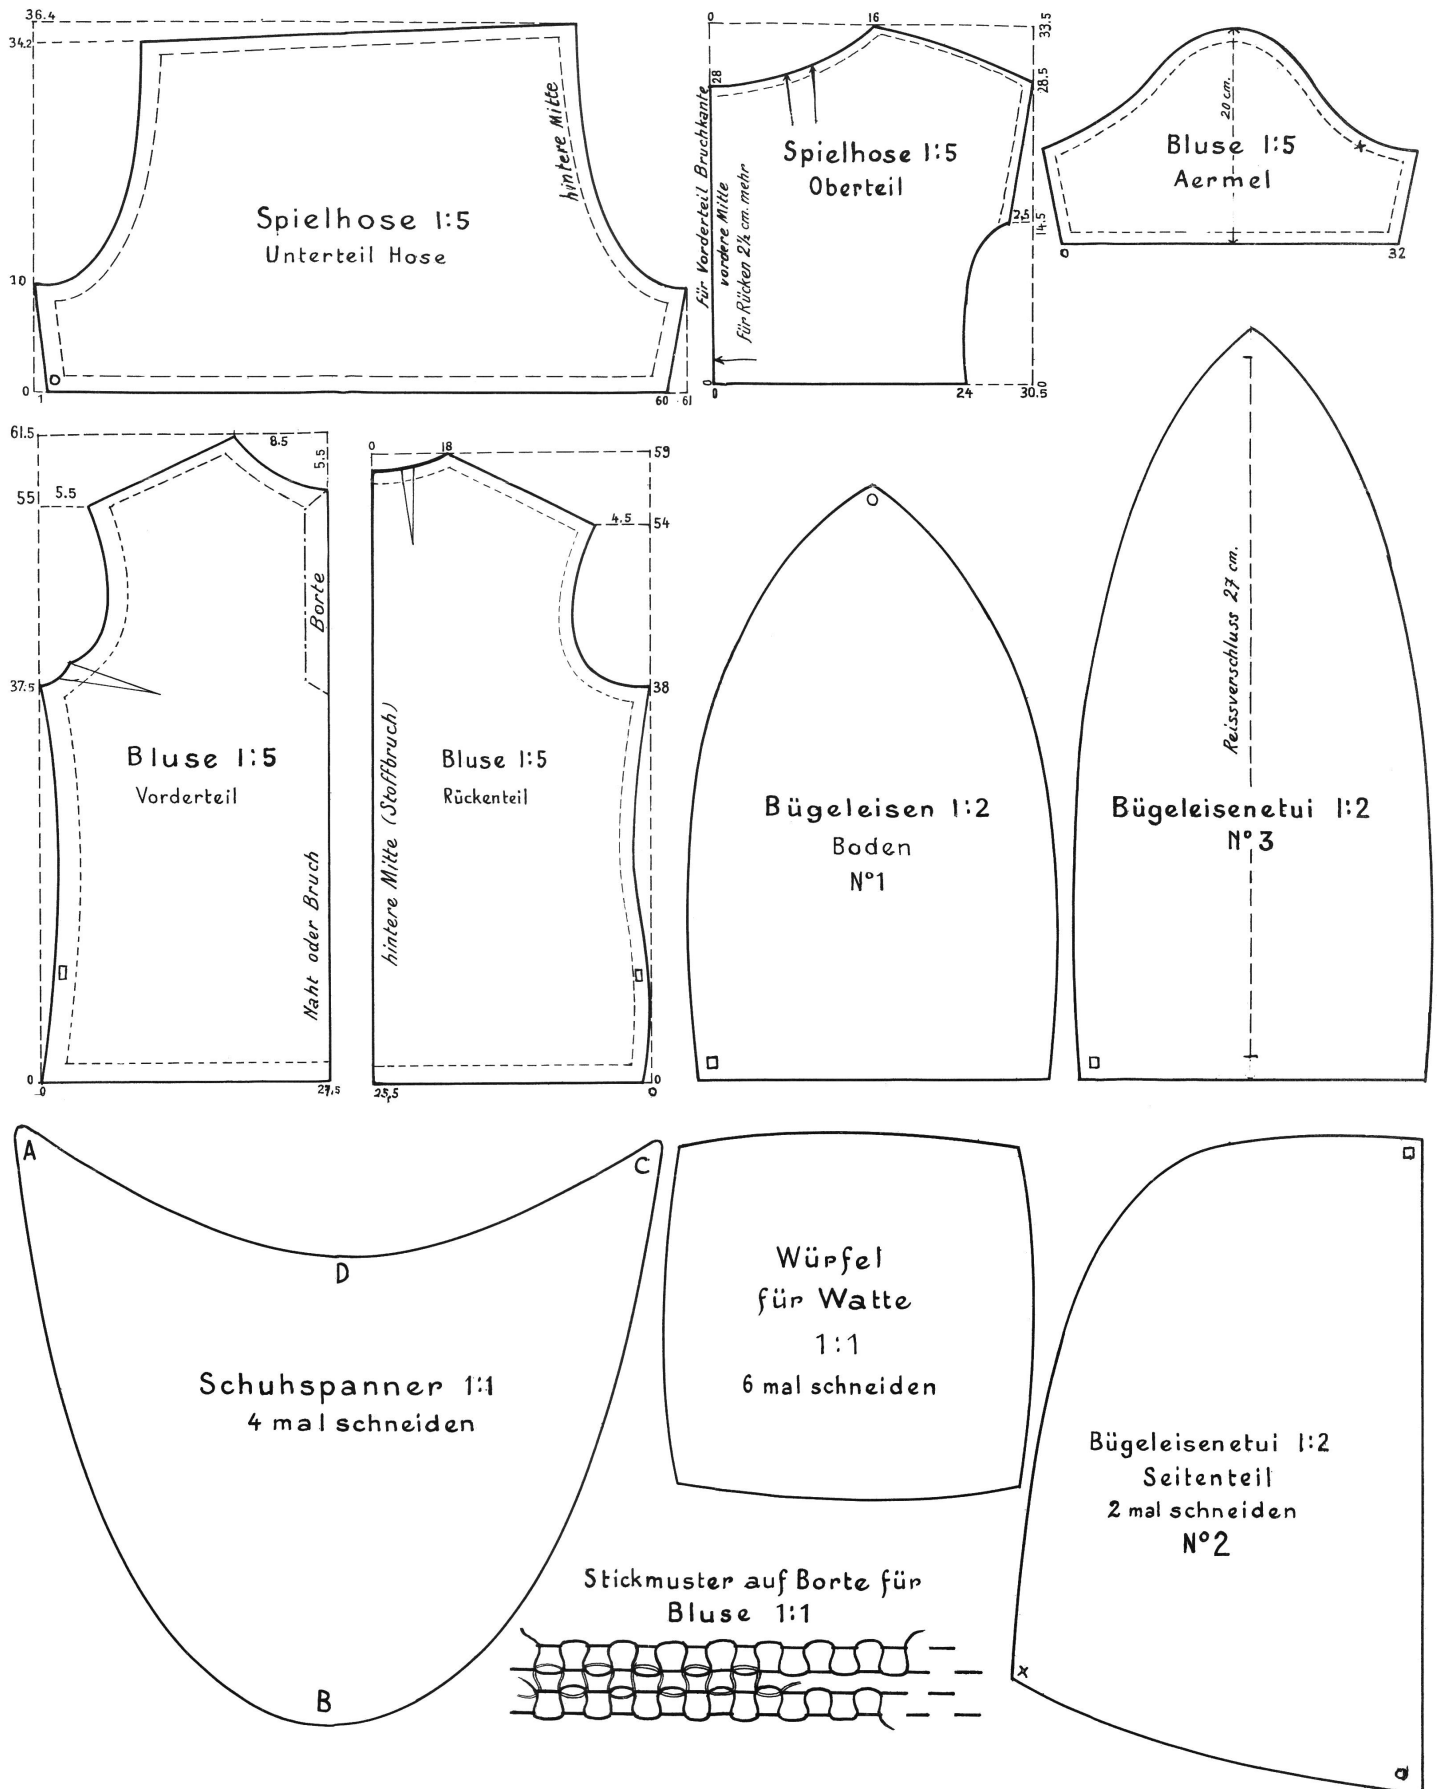 36.4
34.2
hintere Mitte
Spielhose 1:5
Unterteil Hose
10
0
1
60
61
0
16
33.5
28
28.5
Für Vorderteil Bruchkante
vordere Mitte
Für Rücken 2½ cm. mehr
Spielhose 1:5
Oberteil
2,5
14.5
0
0
24
30.5
0
20 cm.
x
Bluse 1:5
Aermel
0
32
61.5
8.5
5.5
55
5.5
Borte
37.5
Bluse 1:5
Vorderteil
Naht oder Bruch
0
0
27,5
0
18
59
4.5
54
38
hintere Mitte (Stoffbruch)
Bluse 1:5
Rückenteil
25,5
0
0
Bügeleisen 1:2
Boden
Nº1
Reissverschluss 27 cm.
Bügeleisenetui 1:2
Nº 3
A
C
D
Schuhspanner 1:1
4 mal schneiden
B
Würfel
für Watte
1:1
6 mal schneiden
Bügeleisenetui 1:2
Seitenteil
2 mal schneiden
Nº2
x
Stickmuster auf Borte für
Bluse 1:1